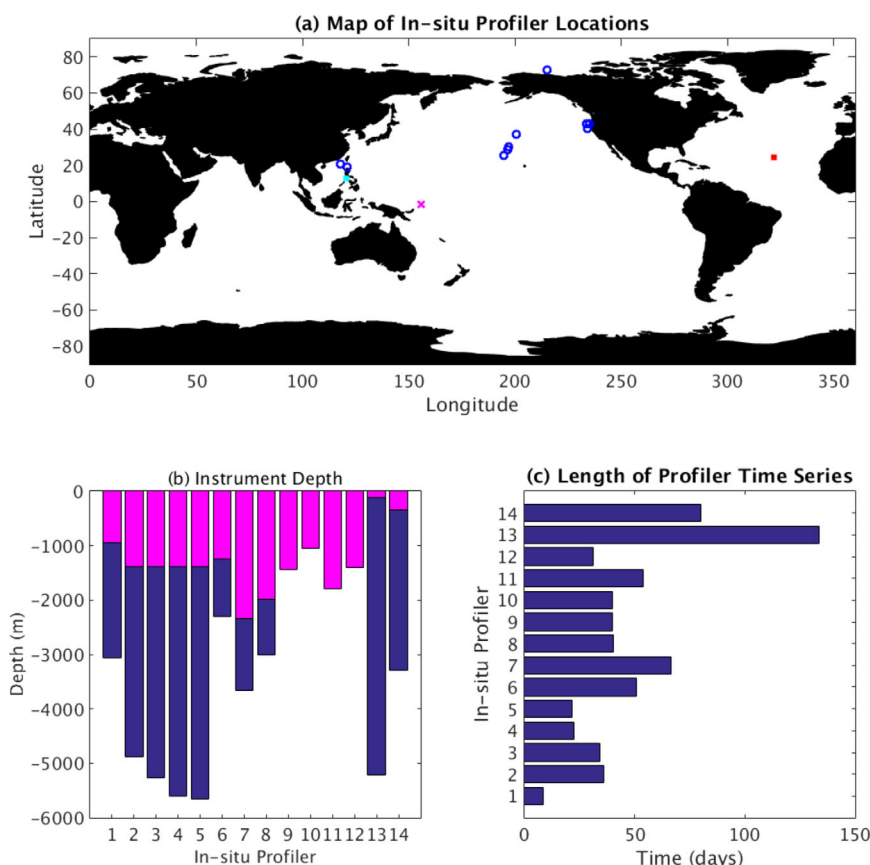 (a) Map of In-situ Profiler Locations
80
60
40
20
0
-20
-40
-60
-80
Latitude
0 50 100 150 200 250 300 350
Longitude
(b) Instrument Depth
0
-1000
-2000
-3000
-4000
-5000
-6000
Depth (m)
1 2 3 4 5 6 7 8 9 10 11 12 13 14
In-situ Profiler
(c) Length of Profiler Time Series
14
13
12
11
10
9
8
7
6
5
4
3
2
1
In-situ Profiler
0 50 100 150
Time (days)